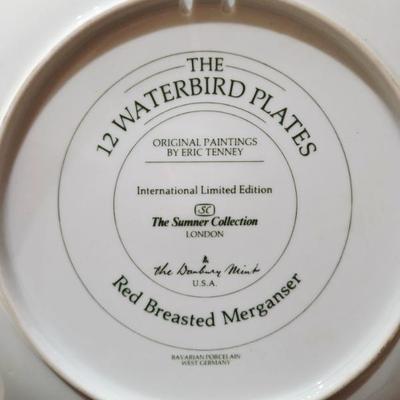 THE
12 WATERBIRD PLATES
ORIGINAL PAINTINGS
BY ERIC TENNEY
International Limited Edition
SC
The Sumner Collection
LONDON
the Danbury Mint
U.S.A.
Red Breasted Merganser
BAVARIAN PORCELAIN
WEST GERMANY